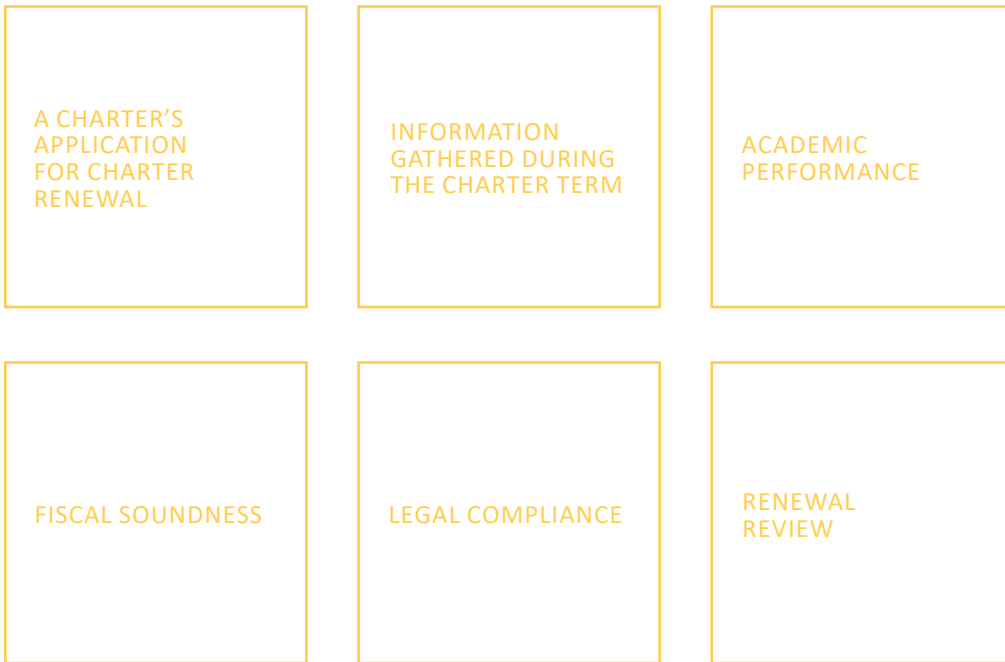 A CHARTER’S
APPLICATION
FOR CHARTER
RENEWAL
INFORMATION
GATHERED DURING
THE CHARTER TERM
ACADEMIC
PERFORMANCE
FISCAL SOUNDNESS
LEGAL COMPLIANCE
RENEWAL
REVIEW